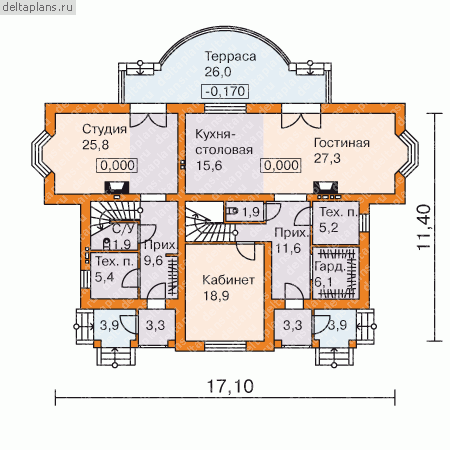 deltaplans.ru
Терраса
26,0
-0,170
Студия
25,8
0,000
Кухня-
столовая
15,6
Гостиная
27,3
0,000
С/У
1,9
1,9
Прих.
9,6
Прих.
11,6
Тех. п.
5,2
Тех. п.
5,4
Гард.
6,1
Кабинет
18,9
3,9
3,3
3,3
3,9
11,40
17,10